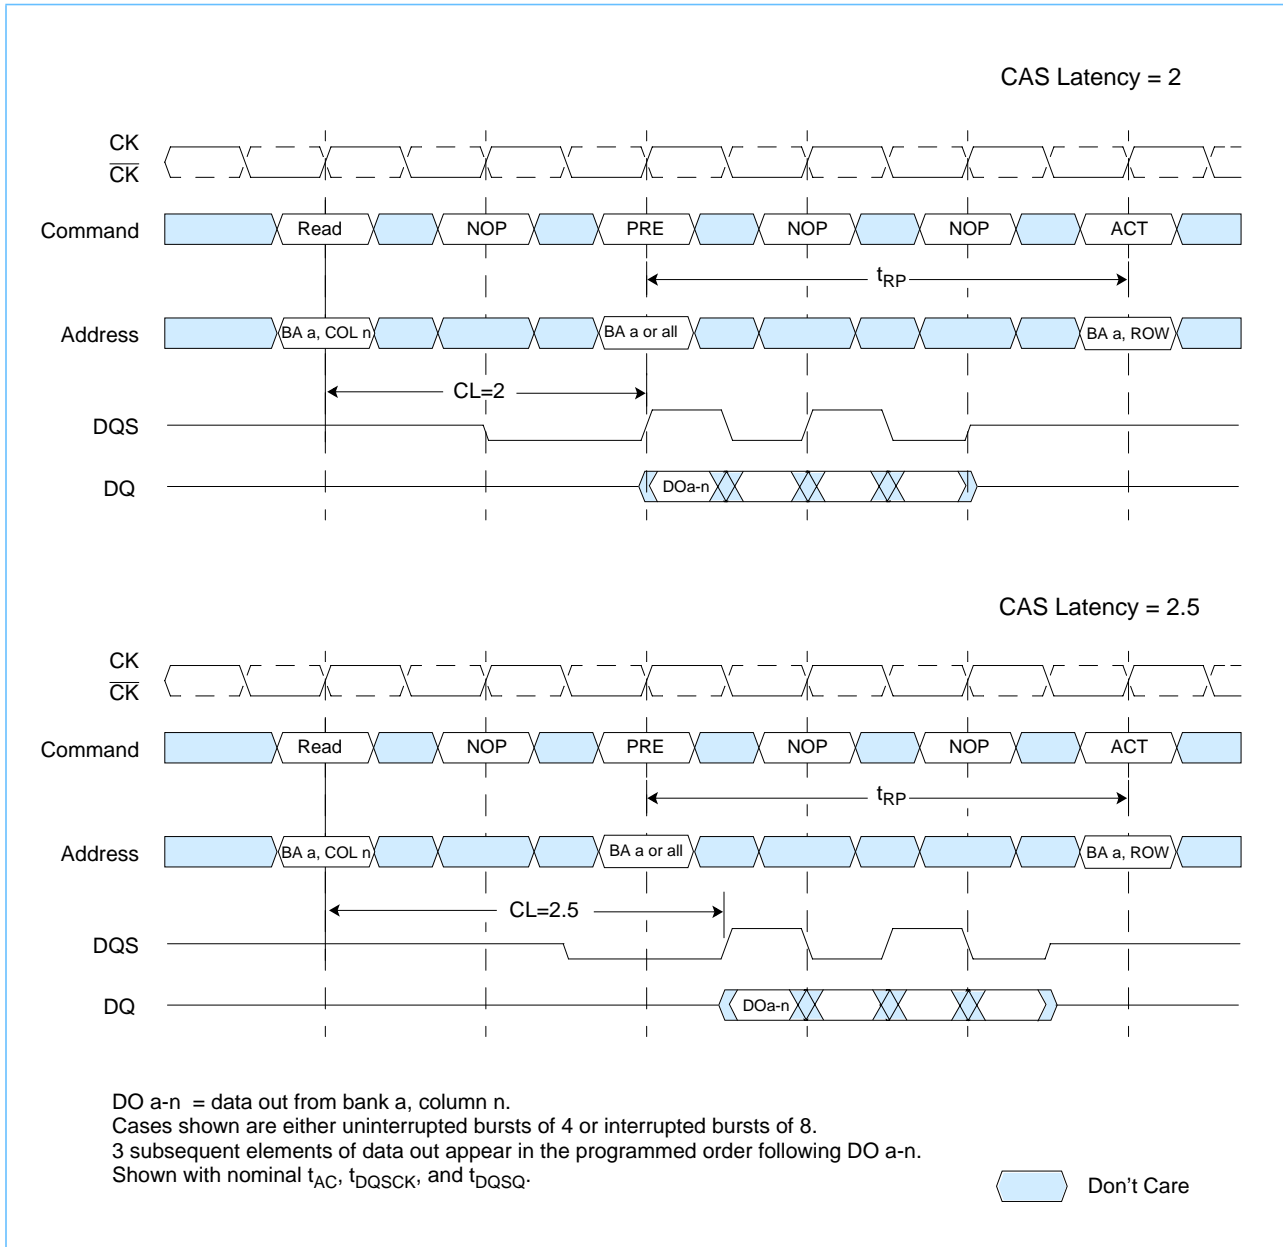 CAS Latency = 2
CK
CK
Command
Read
NOP
PRE
NOP
NOP
ACT
tRP
Address
BA a, COL n
BA a or all
BA a, ROW
CL=2
DQS
DQ
DOa-n
CAS Latency = 2.5
CK
CK
Command
Read
NOP
PRE
NOP
NOP
ACT
tRP
Address
BA a, COL n
BA a or all
BA a, ROW
CL=2.5
DQS
DQ
DOa-n
DO a-n = data out from bank a, column n.
Cases shown are either uninterrupted bursts of 4 or interrupted bursts of 8.
3 subsequent elements of data out appear in the programmed order following DO a-n.
Shown with nominal tAC, tDQSCK, and tDQSQ.
Don't Care